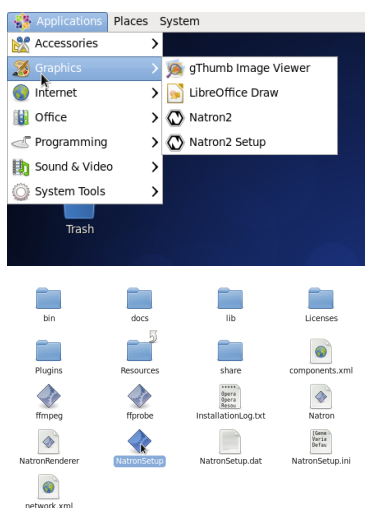 Applications Places System
Accessories
Graphics
gThumb Image Viewer
Internet
LibreOffice Draw
Office
Natron2
Programming
Natron2 Setup
Sound & Video
System Tools
Trash
bin docs lib Licenses
Plugins Resources share components.xml
ffmpeg ffprobe InstallationLog.txt Natron
NatronRenderer NatronSetup NatronSetup.dat NatronSetup.ini
network.xml